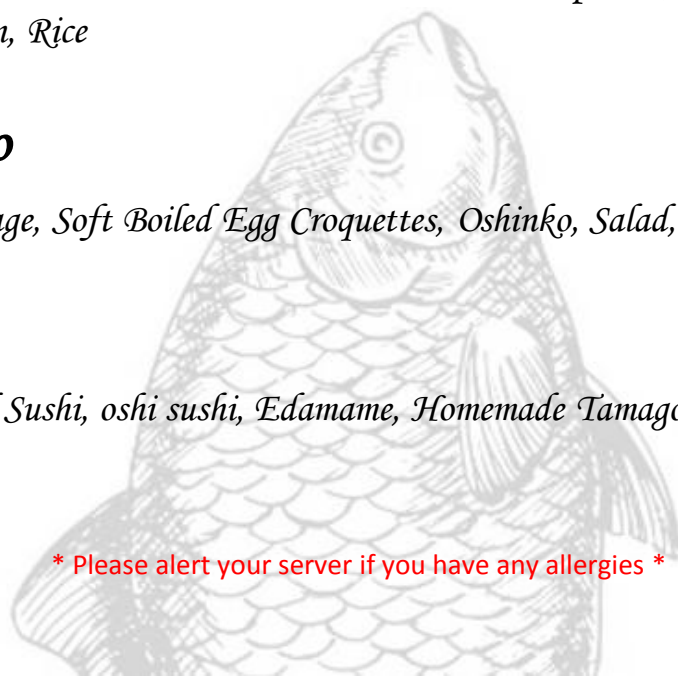 Rice
Soft Boiled Egg Croquettes, Oshinko, Salad,
Sushi, oshi sushi, Edamame, Homemade Tamago
* Please alert your server if you have any allergies *